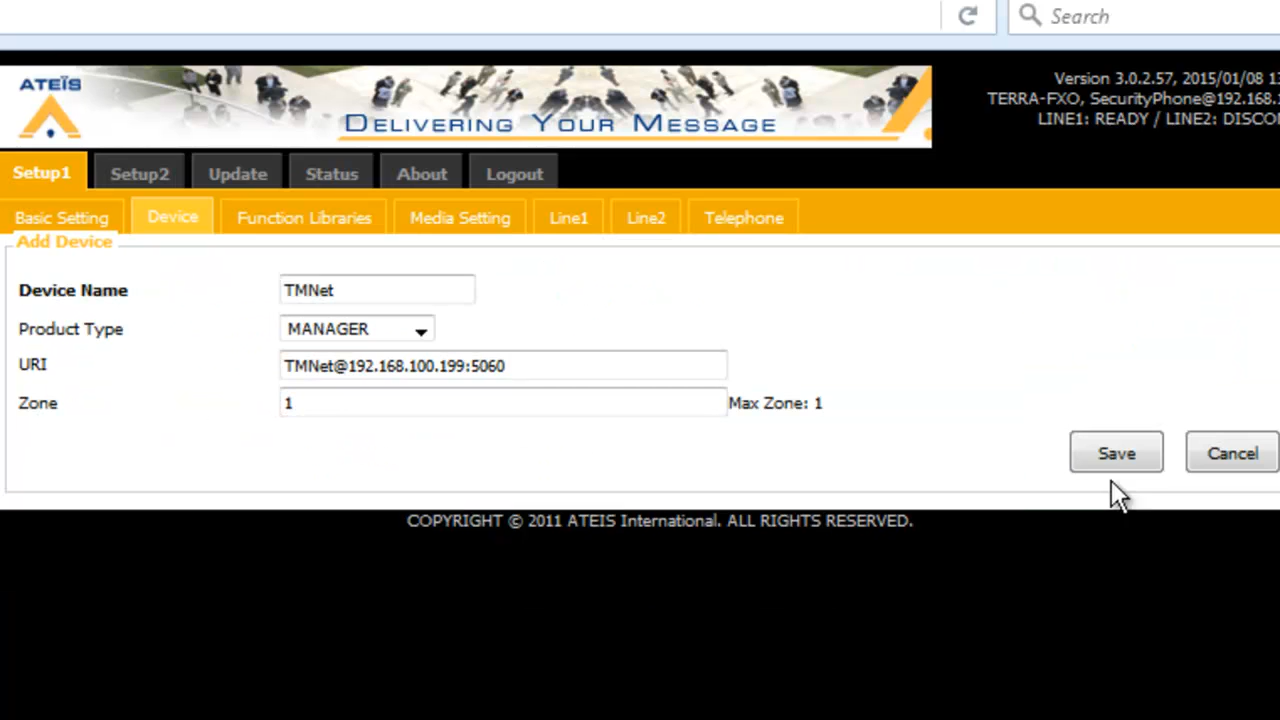 Search
ATEÏS
DELIVERING YOUR MESSAGE
Version 3.0.2.57, 2015/01/08 1
TERRA-FXO, SecurityPhone@192.168.
LINE1: READY / LINE2: DISCO
Setup1 Setup2 Update Status About Logout
Basic Setting Device Function Libraries Media Setting Line1 Line2 Telephone
Add Device
Device Name TMNet
Product Type MANAGER
URI TMNet@192.168.100.199:5060
Zone 1 Max Zone: 1
Save Cancel
COPYRIGHT © 2011 ATEIS International. ALL RIGHTS RESERVED.